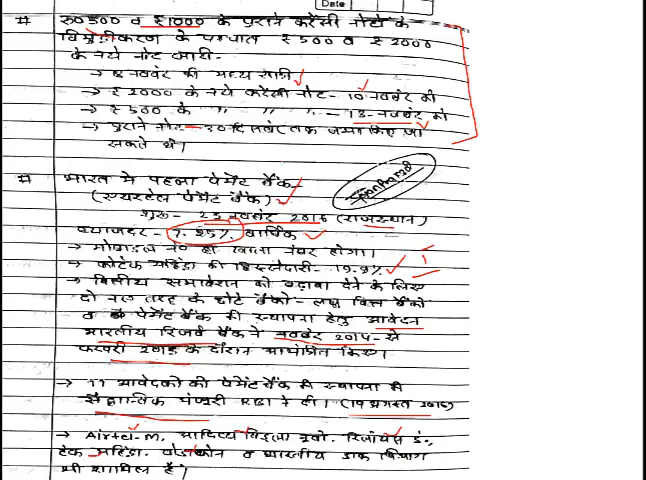 Date
# रु0 500 व ₹1000 के पुराने करेंसी नोटों के
विमुद्रीकरण के पश्चात ₹500 व ₹2000
के नये नोट जारी-
→ 8 नवंबर की मध्य रात्रि
→ ₹2000 के नये करेंसी नोट - 10 नवंबर को
→ ₹500 के " " " - 13 नवंबर को
→ पुराने नोट - 30 दिसंबर तक जमा किए जा
सकते थे।
# भारत मे पहला पेमेंट बैंक-
(एयरटेल पेमेंट बैंक)
शुरू - 23 नवंबर 2016 (राजस्थान)
ब्याजदर - 7.25% वार्षिक
→ मोबाइल न0 ही खाता नंबर होगा।
→ कोटेक महिंद्रा की हिस्सेदारी - 19.9%
→ वित्तीय समावेशन को बढ़ावा देने के लिए
दो नए तरह के छोटे बैंको - लघु वित्त बैंको
व पेमेंट बैंक की स्थापना हेतु आवेदन
भारतीय रिजर्व बैंक ने नवंबर 2014 - से
फरवरी 2015 के दौरान आमंत्रित किए।
→ 11 आवेदकों को पेमेंट बैंक की स्थापना की
सैद्धान्तिक मंजूरी RBI ने दी। (19 अगस्त 2015)
→ Airtel-M, आदित्य बिड़ला नूवो, रिलायंस इं.,
टेक महिंद्रा, वोडाफोन व भारतीय डाक विभाग
भी शामिल हैं।